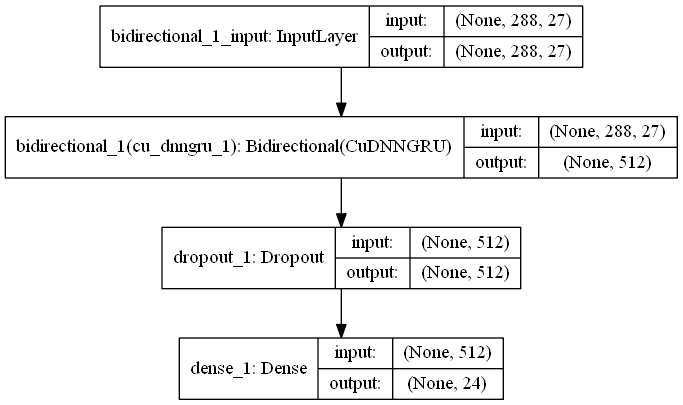 bidirectional_1_input: InputLayer
input: (None, 288, 27)
output: (None, 288, 27)
bidirectional_1(cu_dnngru_1): Bidirectional(CuDNNGRU)
input: (None, 288, 27)
output: (None, 512)
dropout_1: Dropout
input: (None, 512)
output: (None, 512)
dense_1: Dense
input: (None, 512)
output: (None, 24)